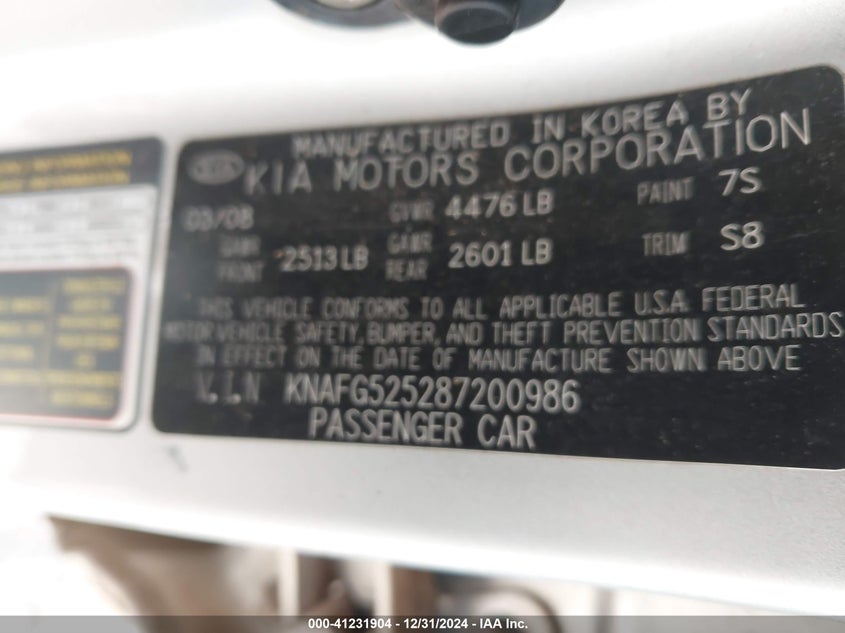 MANUFACTURED IN KOREA BY
KIA KIA MOTORS CORPORATION
03/08 GVWR 4476 LB PAINT 7S
GAWR FRONT 2513 LB GAWR REAR 2601 LB TRIM S8
THIS VEHICLE CONFORMS TO ALL APPLICABLE U.S.A. FEDERAL
MOTOR VEHICLE SAFETY, BUMPER, AND THEFT PREVENTION STANDARDS
IN EFFECT ON THE DATE OF MANUFACTURE SHOWN ABOVE
V.I.N KNAFG525287200986
PASSENGER CAR
000-41231904 - 12/31/2024 - IAA Inc.